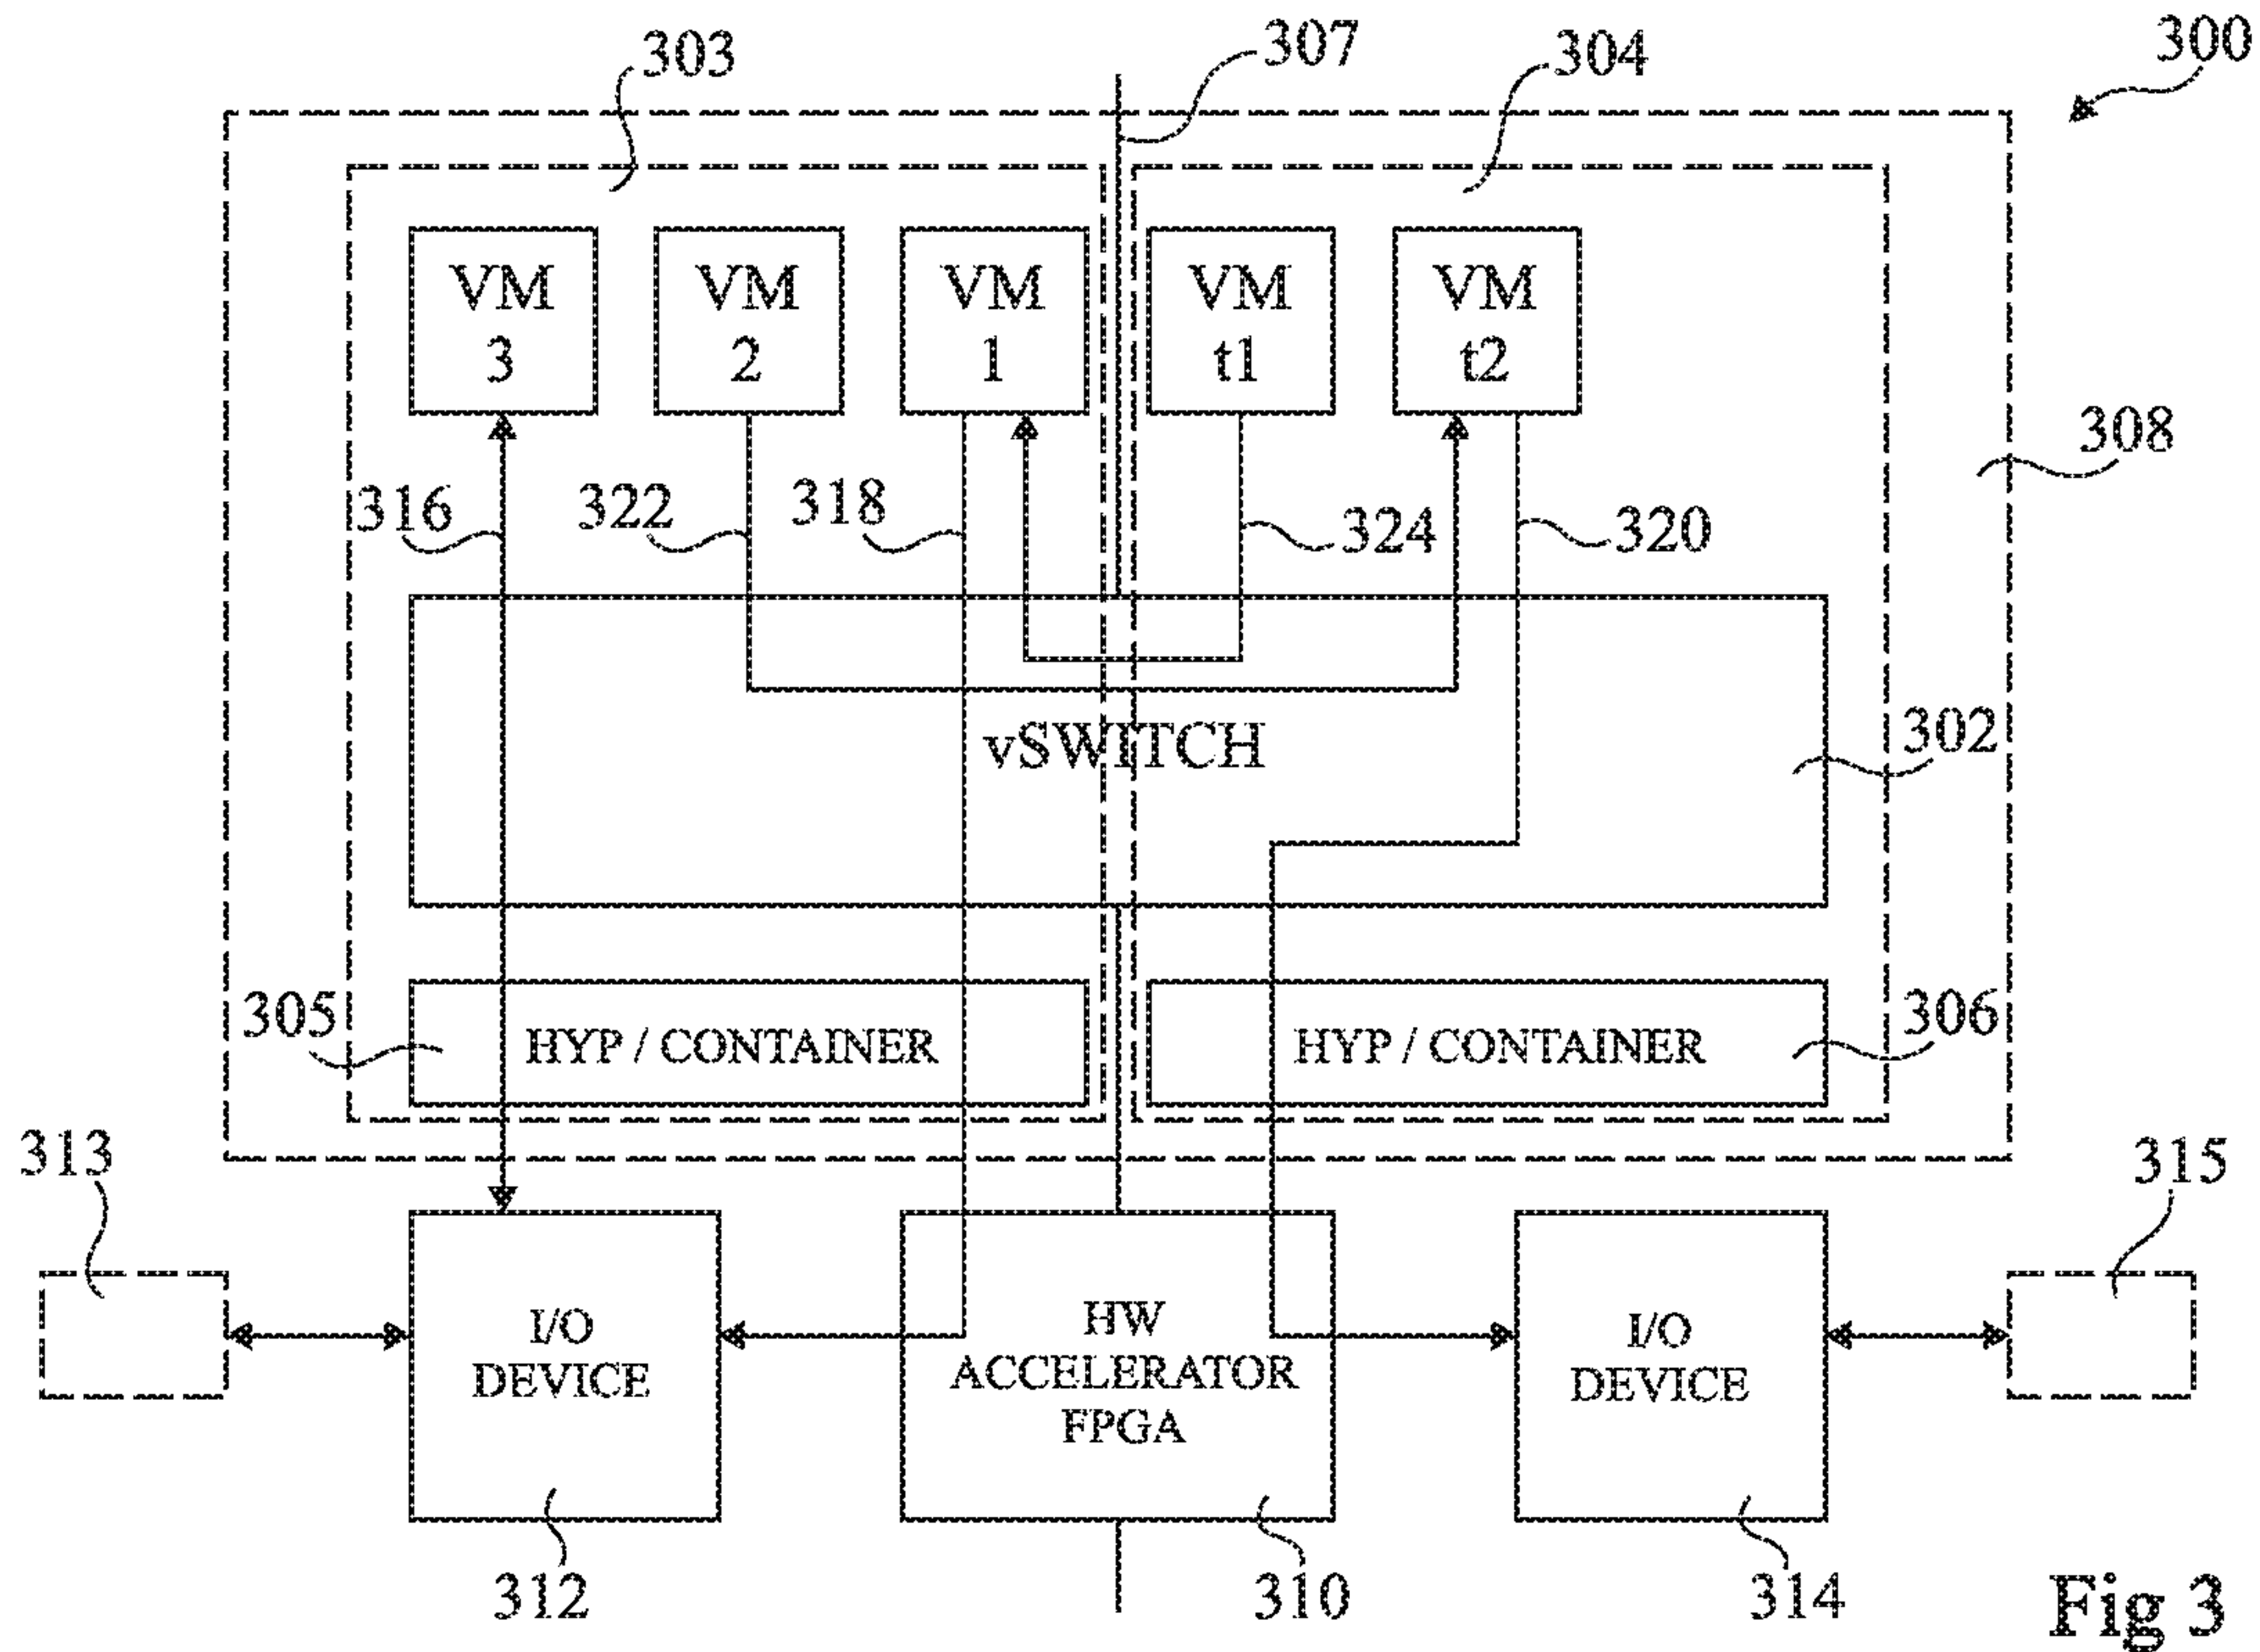 303
307
304
300
VM
3
VM
2
VM
1
VM
t1
VM
t2
308
316
322
318
324
320
vSWITCH
302
305
HYP / CONTAINER
HYP / CONTAINER
306
313
315
I/O
DEVICE
HW
ACCELERATOR
FPGA
I/O
DEVICE
312
310
314
Fig 3